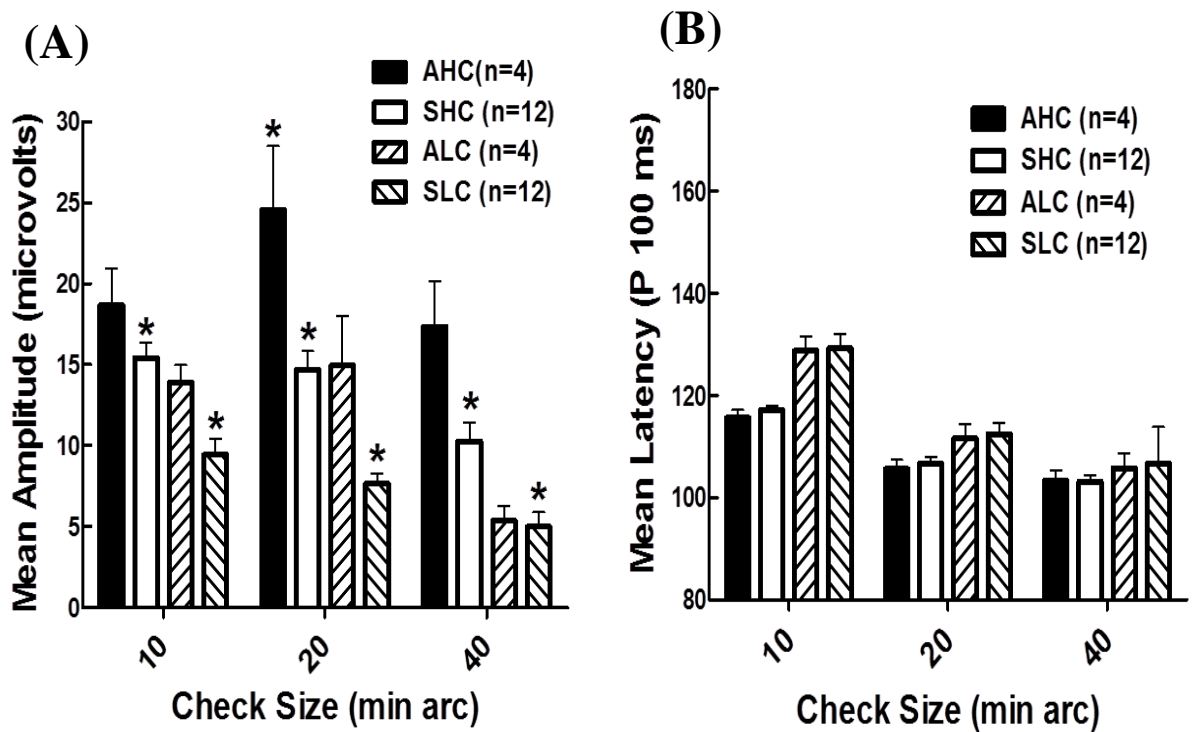 (A)
AHC(n=4)
SHC (n=12)
ALC (n=4)
SLC (n=12)
Mean Amplitude (microvolts)
30
25
20
15
10
5
0
*
*
*
*
*
*
*
10
20
40
Check Size (min arc)
(B)
AHC (n=4)
SHC (n=12)
ALC (n=4)
SLC (n=12)
Mean Latency (P 100 ms)
180
160
140
120
100
80
10
20
40
Check Size (min arc)